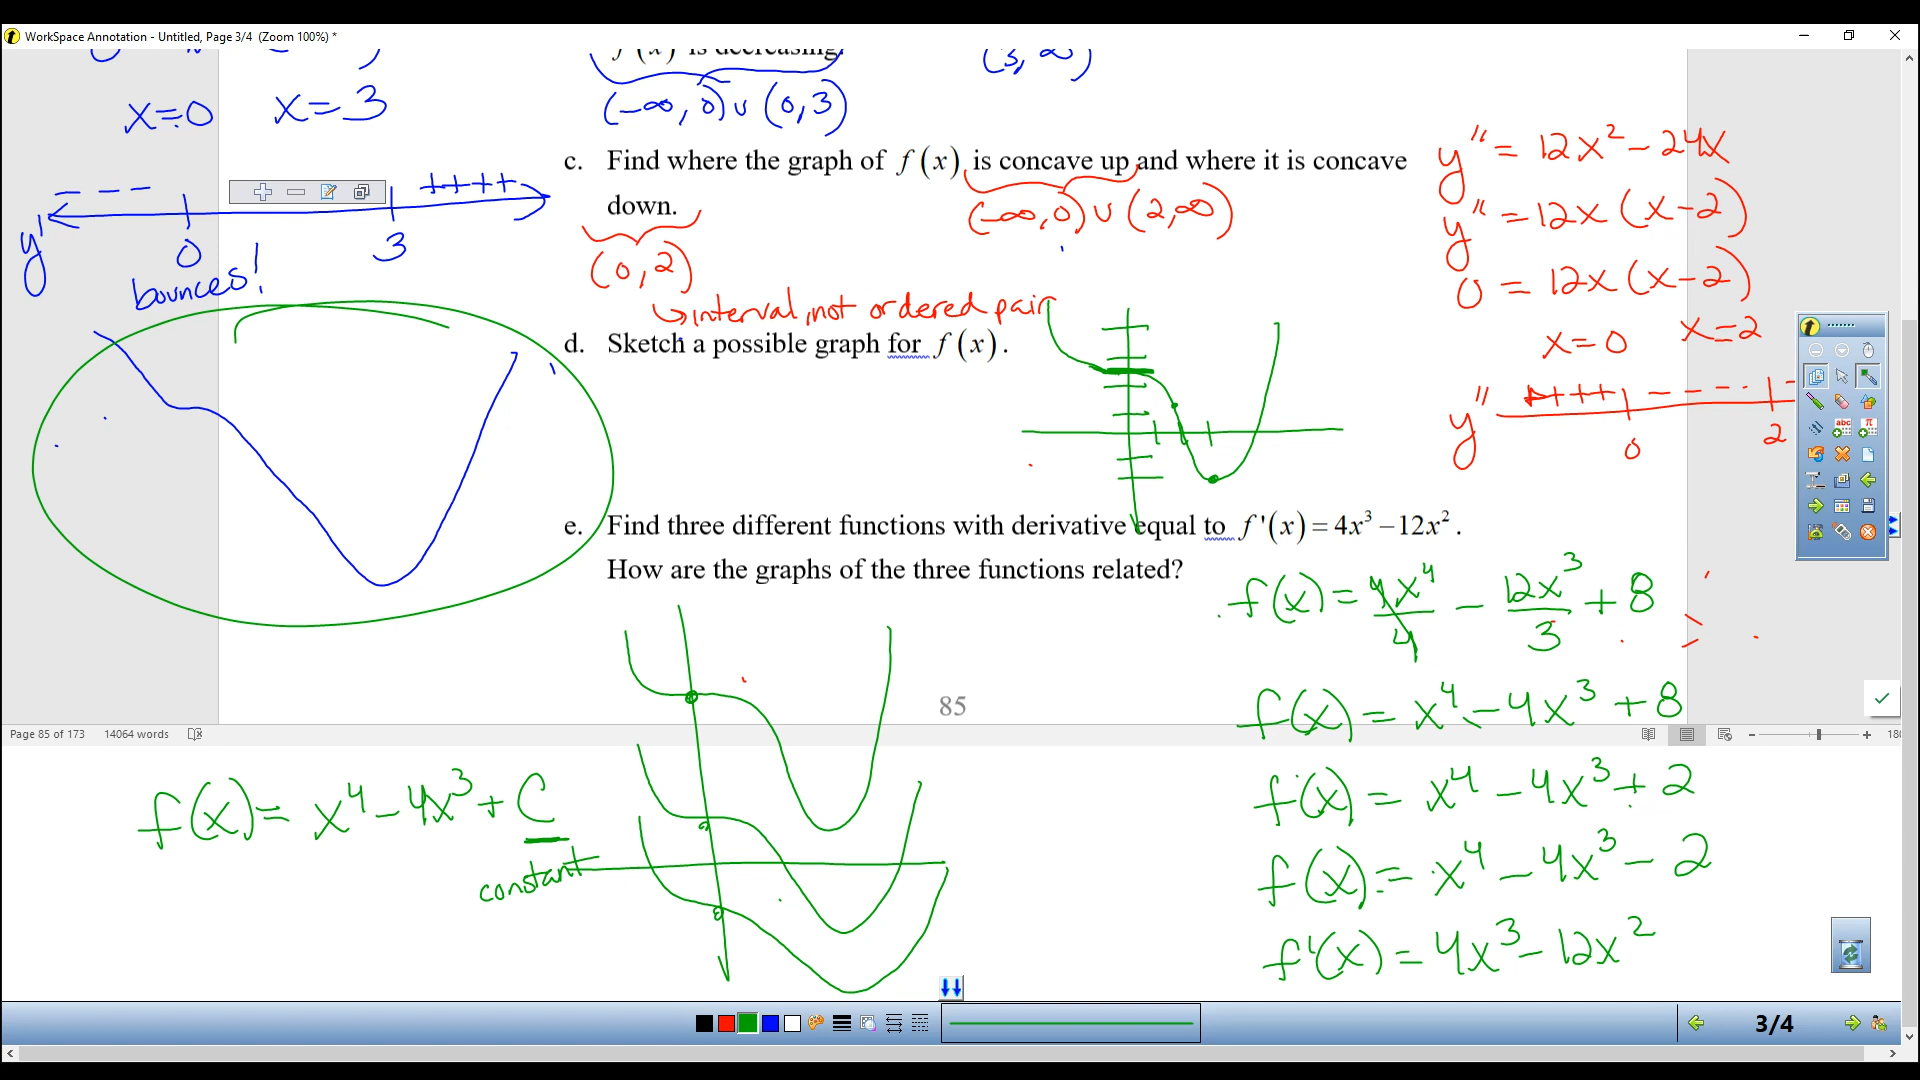 WorkSpace Annotation - Untitled, Page 3/4 (Zoom 100%) *
f (x) is decreasing.
(3, ∞)
x=0 x=3
(-∞, 0) ∪ (0,3)
c. Find where the graph of f (x) is concave up and where it is concave
down.
(-∞,0) ∪ (2,∞)
(0, 2)
↳interval, not ordered pair
y'
--- ++++
0 3
bounces!
d. Sketch a possible graph for f (x).
y" = 12x² - 24x
y" = 12x (x-2)
0 = 12x (x-2)
x=0 x=2
y" ++++ ----
0 2
e. Find three different functions with derivative equal to f '(x) = 4x³ −12x².
How are the graphs of the three functions related?
f(x) = 4x⁴/4 - 12x³/3 + 8
85
f(x) = x⁴ - 4x³ + 8
Page 85 of 173 14064 words
f(x) = x⁴ - 4x³ + C
constant
f(x) = x⁴ - 4x³ + 2
f(x) = x⁴ - 4x³ - 2
f'(x) = 4x³ - 12x²
3/4